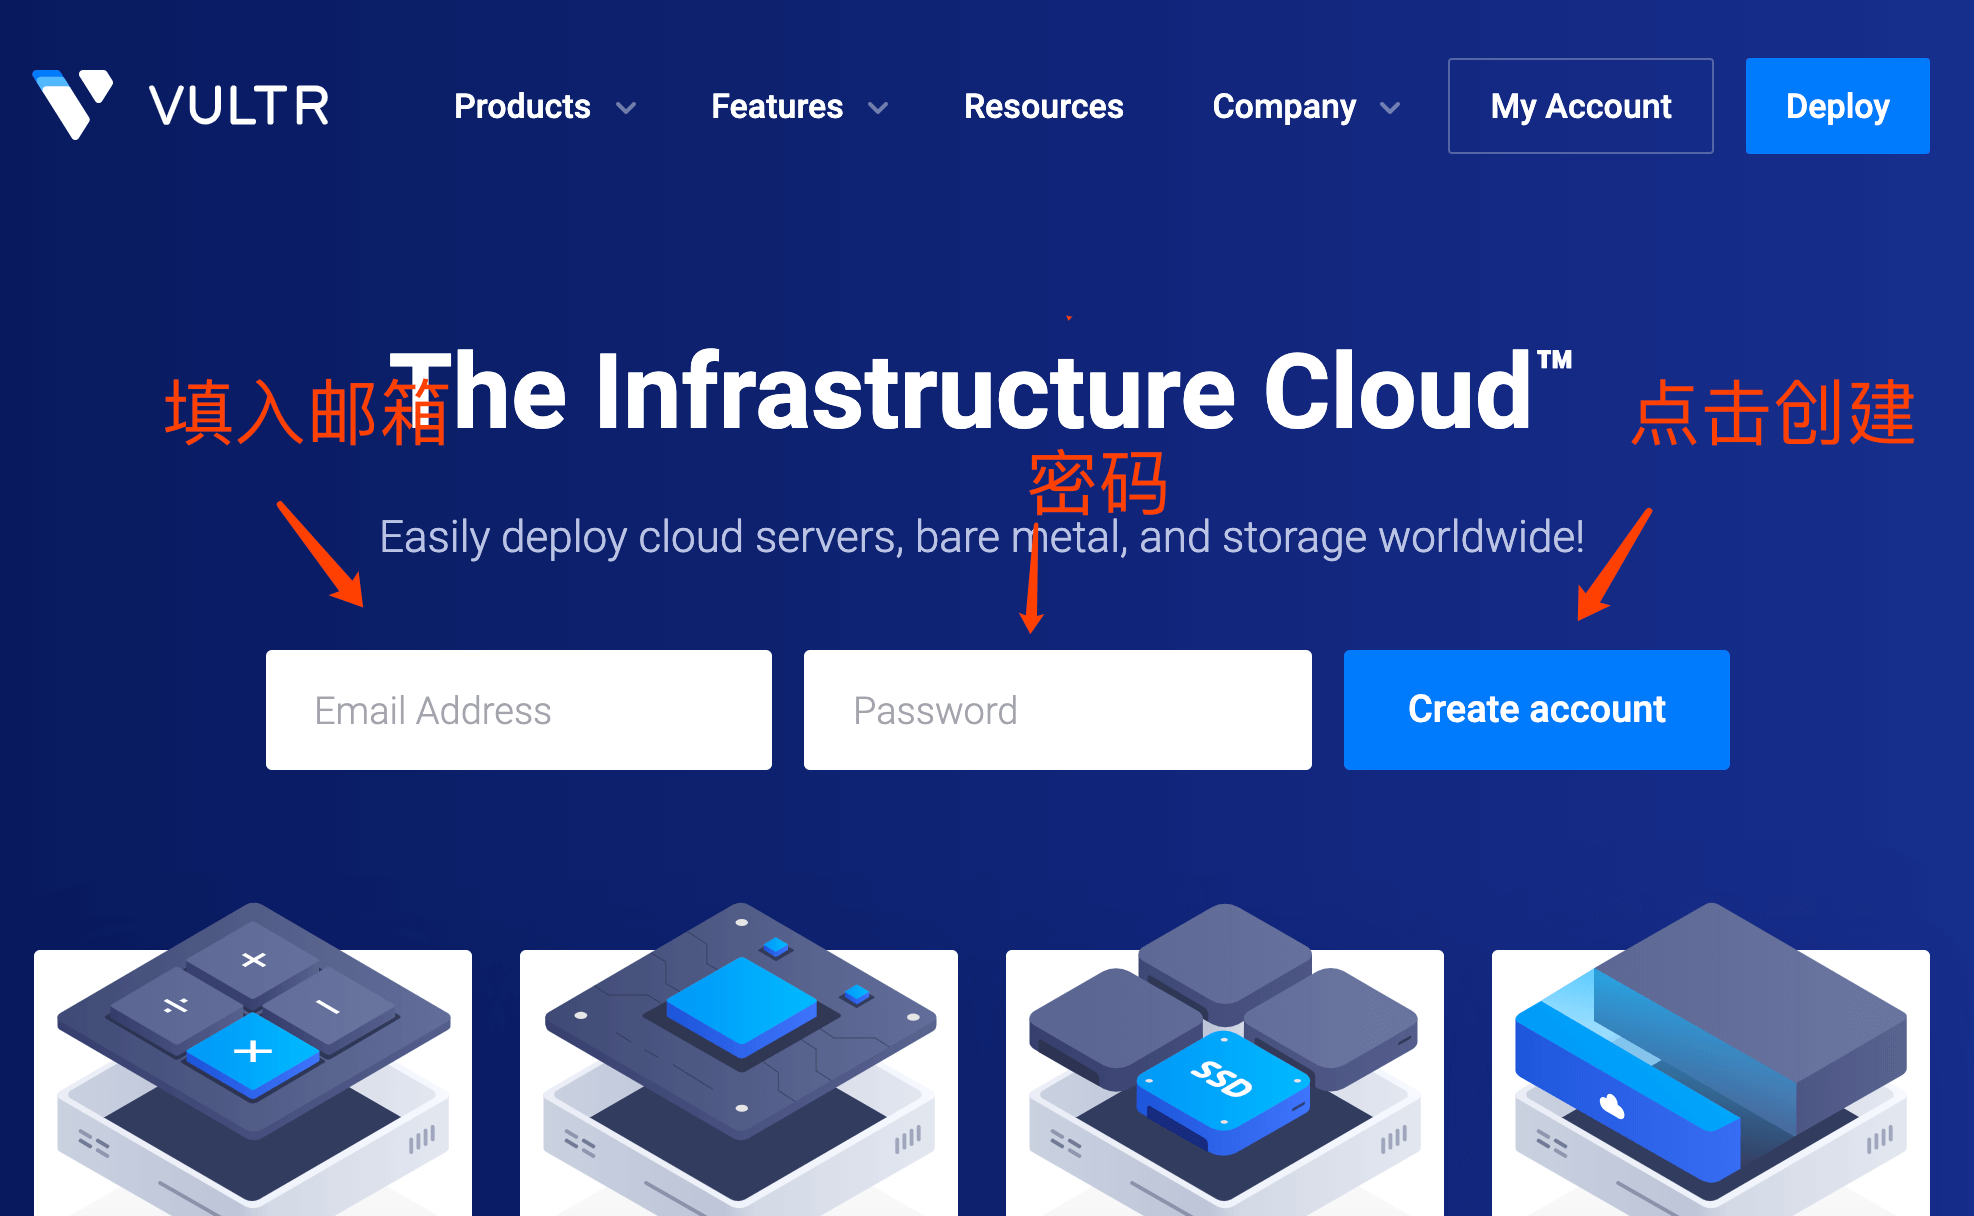 VULTR
Products
Features
Resources
Company
My Account
Deploy
The Infrastructure Cloud™
填入邮箱
点击创建
密码
Easily deploy cloud servers, bare metal, and storage worldwide!
Email Address
Password
Create account
SSD